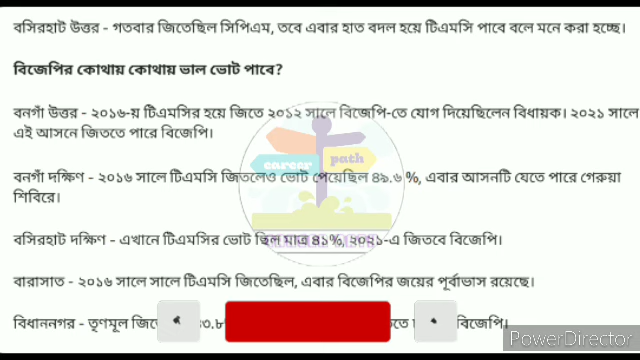 বসিরহাট উত্তর - গতবার জিতেছিল সিপিএম, তবে এবার হাত বদল হয়ে টিএমসি পাবে বলে মনে করা হচ্ছে।
বিজেপির কোথায় কোথায় ভাল ভোট পাবে?
বনগাঁ উত্তর - ২০১৬-য় টিএমসির হয়ে জিতে ২০১২ সালে বিজেপি-তে যোগ দিয়েছিলেন বিধায়ক। ২০২১ সালে
এই আসনে জিততে পারে বিজেপি।
career path
বনগাঁ দক্ষিণ - ২০১৬ সালে টিএমসি জিতলেও ভোট পেয়েছিল ৪৯.৬ %, এবার আসনটি যেতে পারে গেরুয়া
শিবিরে।
বসিরহাট দক্ষিণ - এখানে টিএমসির ভোট ছিল মাত্র ৪১%, ২০২১-এ জিতবে বিজেপি।
বারাসাত - ২০১৬ সালে সালে টিএমসি জিতেছিল, এবার বিজেপির জয়ের পূর্বাভাস রয়েছে।
বিধাননগর - তৃণমূল বিজেপি।
PowerDirector